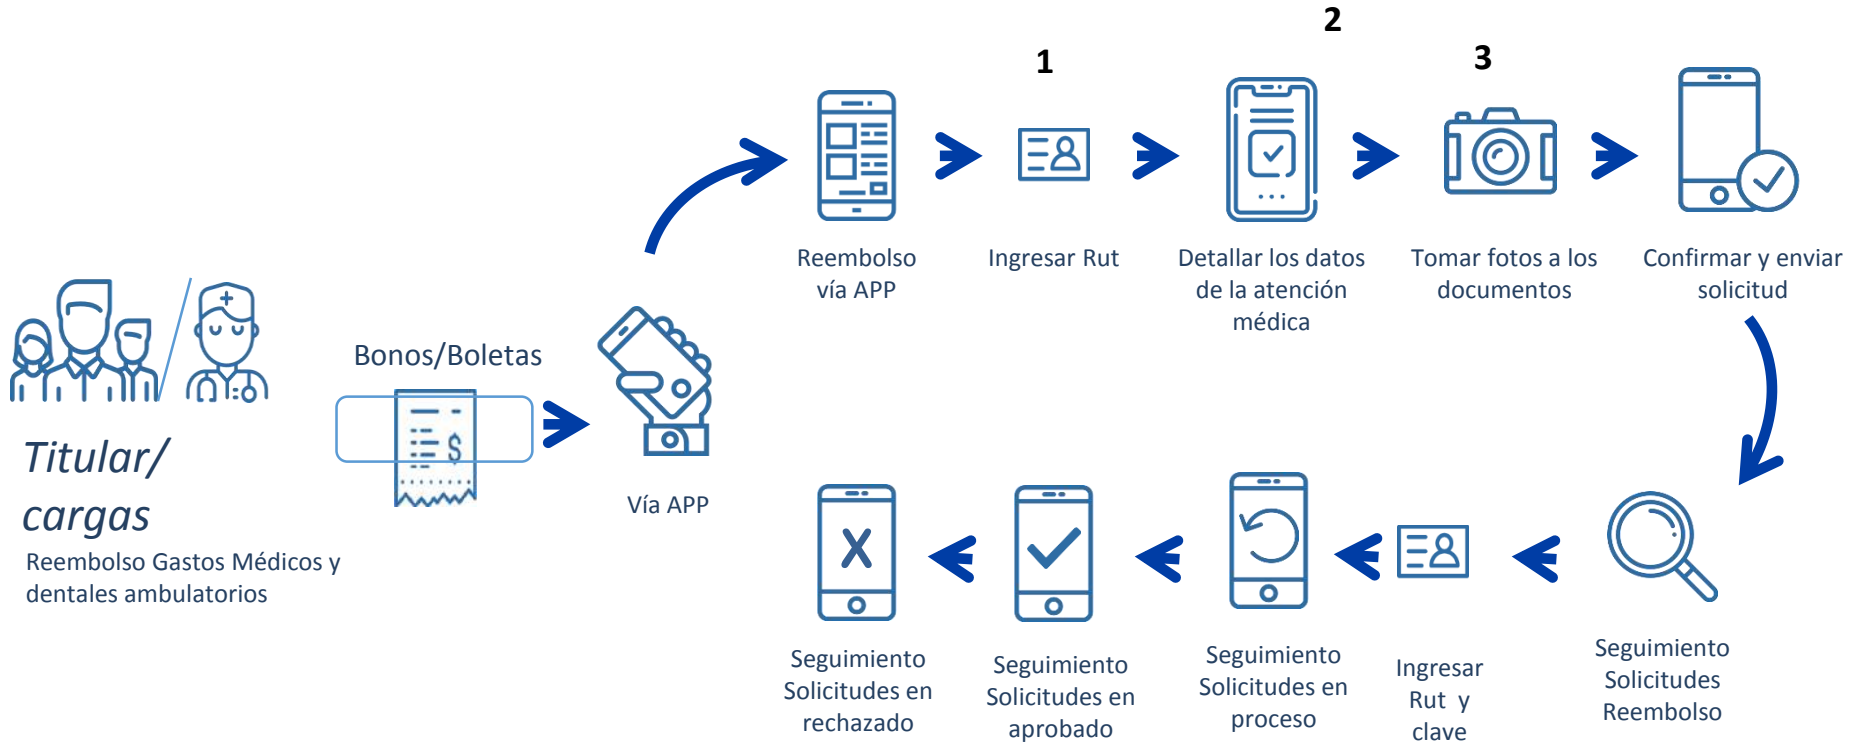 2
1
3
Reembolso
vía APP
Ingresar Rut
Detallar los datos
de la atención
médica
Tomar fotos a los
documentos
Confirmar y enviar
solicitud
Bonos/Boletas
$
Titular/
cargas
Reembolso Gastos Médicos y
dentales ambulatorios
Vía APP
X
Seguimiento
Solicitudes en
rechazado
Seguimiento
Solicitudes en
aprobado
Seguimiento
Solicitudes en
proceso
Ingresar
Rut y
clave
Seguimiento
Solicitudes
Reembolso